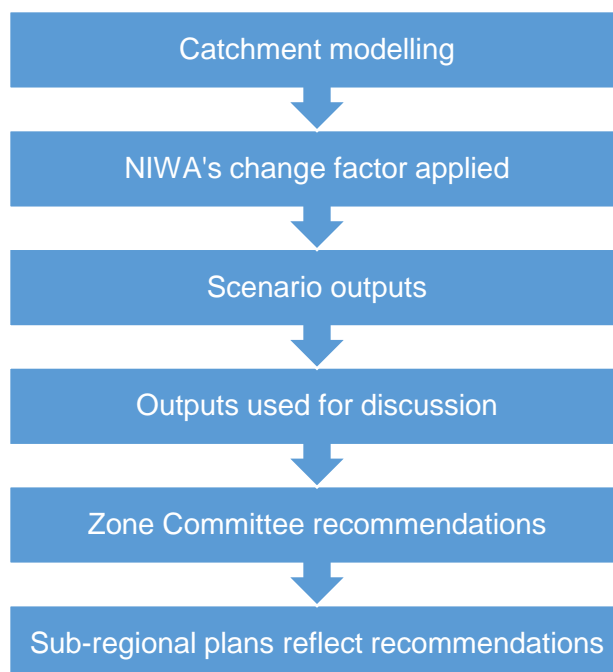 Catchment modelling
NIWA's change factor applied
Scenario outputs
Outputs used for discussion
Zone Committee recommendations
Sub-regional plans reflect recommendations